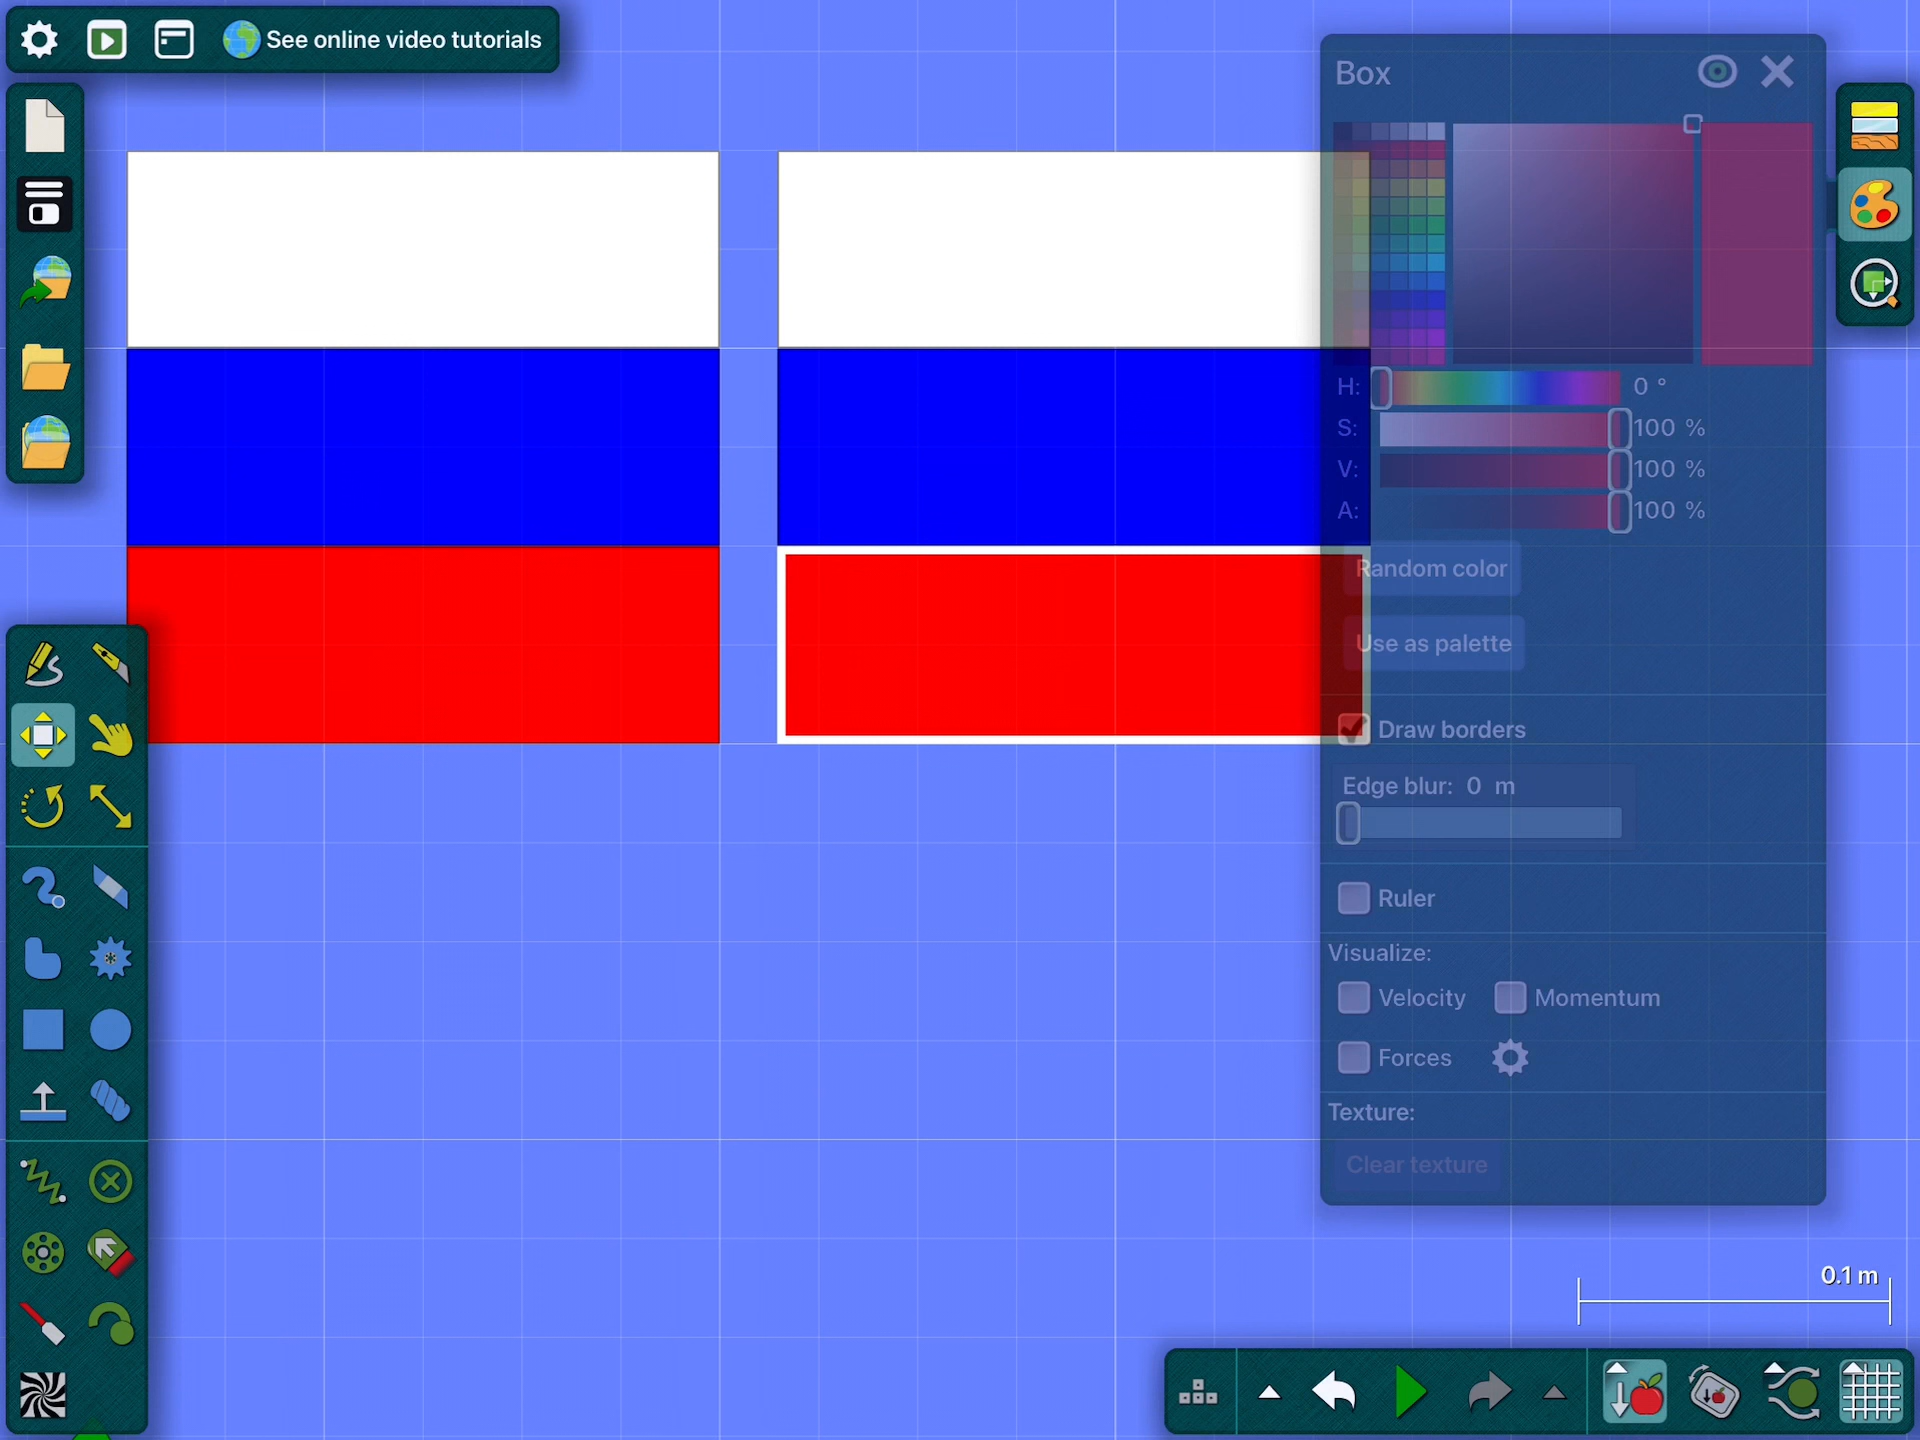 See online video tutorials
Box
H: 0 °
S: 100 %
V: 100 %
A: 100 %
Random color
Use as palette
Draw borders
Edge blur: 0 m
Ruler
Visualize:
Velocity Momentum
Forces
Texture:
Clear texture
0.1 m